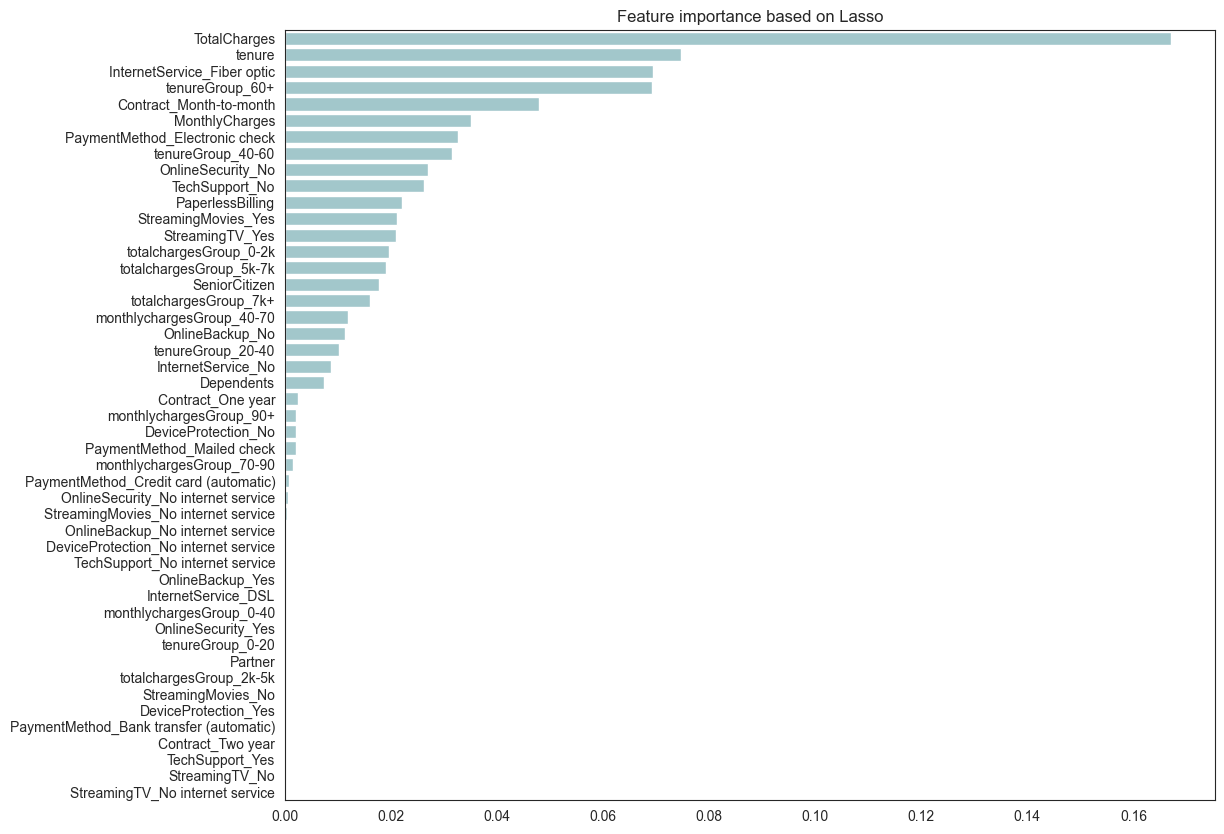 Feature importance based on Lasso
TotalCharges
tenure
InternetService_Fiber optic
tenureGroup_60+
Contract_Month-to-month
MonthlyCharges
PaymentMethod_Electronic check
tenureGroup_40-60
OnlineSecurity_No
TechSupport_No
PaperlessBilling
StreamingMovies_Yes
StreamingTV_Yes
totalchargesGroup_0-2k
totalchargesGroup_5k-7k
SeniorCitizen
totalchargesGroup_7k+
monthlychargesGroup_40-70
OnlineBackup_No
tenureGroup_20-40
InternetService_No
Dependents
Contract_One year
monthlychargesGroup_90+
DeviceProtection_No
PaymentMethod_Mailed check
monthlychargesGroup_70-90
PaymentMethod_Credit card (automatic)
OnlineSecurity_No internet service
StreamingMovies_No internet service
OnlineBackup_No internet service
DeviceProtection_No internet service
TechSupport_No internet service
OnlineBackup_Yes
InternetService_DSL
monthlychargesGroup_0-40
OnlineSecurity_Yes
tenureGroup_0-20
Partner
totalchargesGroup_2k-5k
StreamingMovies_No
DeviceProtection_Yes
PaymentMethod_Bank transfer (automatic)
Contract_Two year
TechSupport_Yes
StreamingTV_No
StreamingTV_No internet service
0.00 0.02 0.04 0.06 0.08 0.10 0.12 0.14 0.16